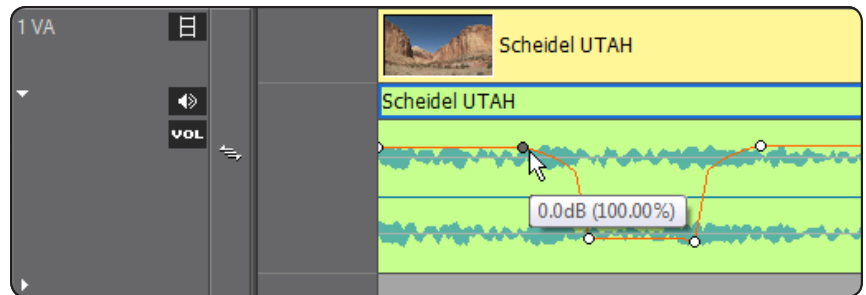 1 VA
Scheidel UTAH
Scheidel UTAH
VOL
0.0dB (100.00%)